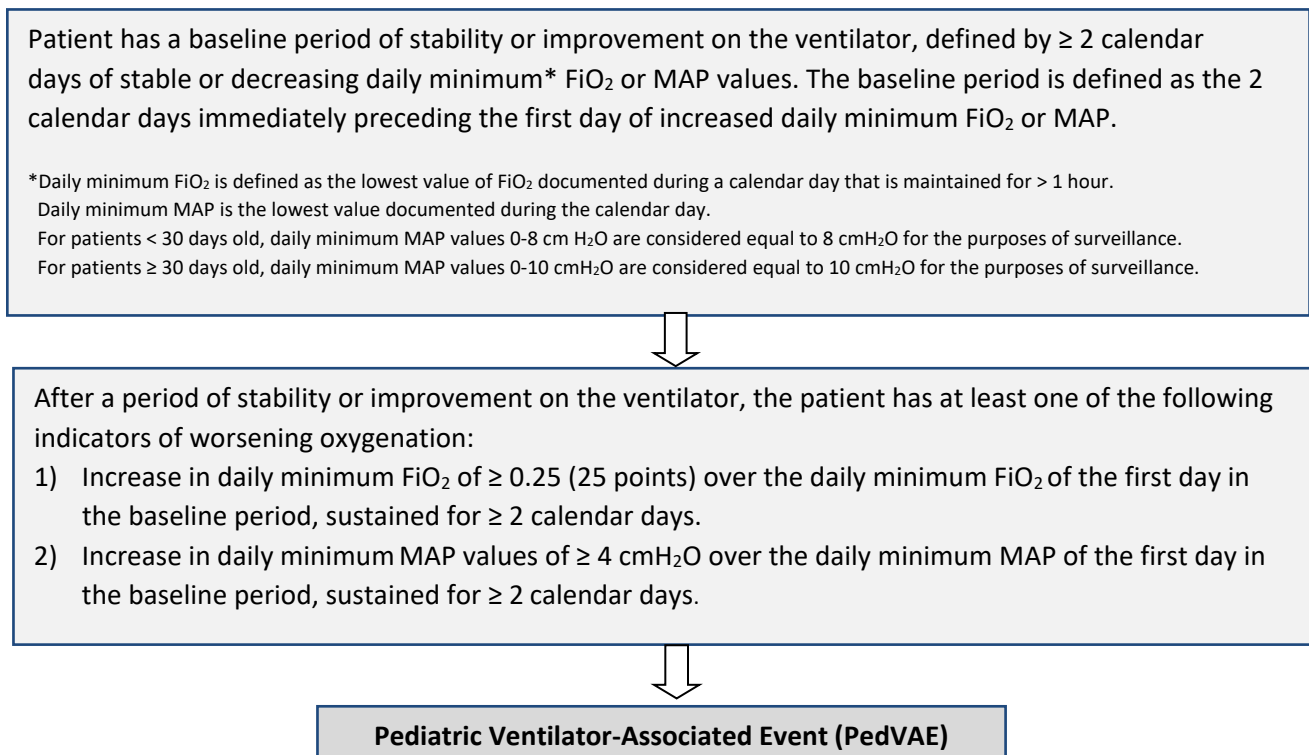 Patient has a baseline period of stability or improvement on the ventilator, defined by ≥ 2 calendar
days of stable or decreasing daily minimum* FiO₂ or MAP values. The baseline period is defined as the 2
calendar days immediately preceding the first day of increased daily minimum FiO₂ or MAP.
*Daily minimum FiO₂ is defined as the lowest value of FiO₂ documented during a calendar day that is maintained for > 1 hour.
Daily minimum MAP is the lowest value documented during the calendar day.
For patients < 30 days old, daily minimum MAP values 0-8 cm H₂O are considered equal to 8 cmH₂O for the purposes of surveillance.
For patients ≥ 30 days old, daily minimum MAP values 0-10 cmH₂O are considered equal to 10 cmH₂O for the purposes of surveillance.
After a period of stability or improvement on the ventilator, the patient has at least one of the following
indicators of worsening oxygenation:
1) Increase in daily minimum FiO₂ of ≥ 0.25 (25 points) over the daily minimum FiO₂ of the first day in
the baseline period, sustained for ≥ 2 calendar days.
2) Increase in daily minimum MAP values of ≥ 4 cmH₂O over the daily minimum MAP of the first day in
the baseline period, sustained for ≥ 2 calendar days.
Pediatric Ventilator-Associated Event (PedVAE)